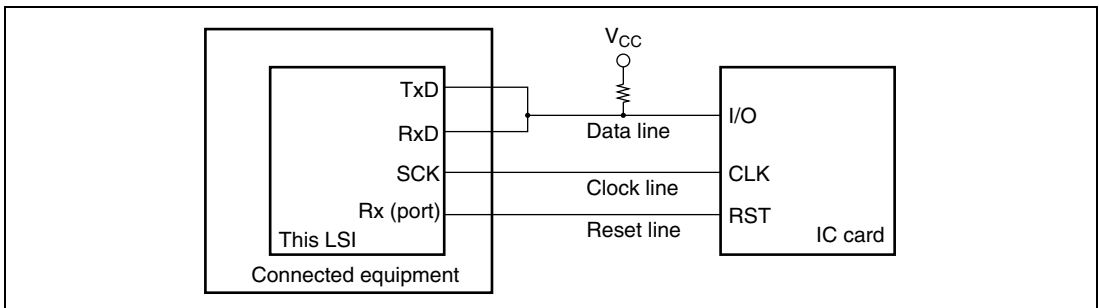 V_CC
TxD
RxD
SCK
Rx (port)
This LSI
Connected equipment
Data line
Clock line
Reset line
I/O
CLK
RST
IC card